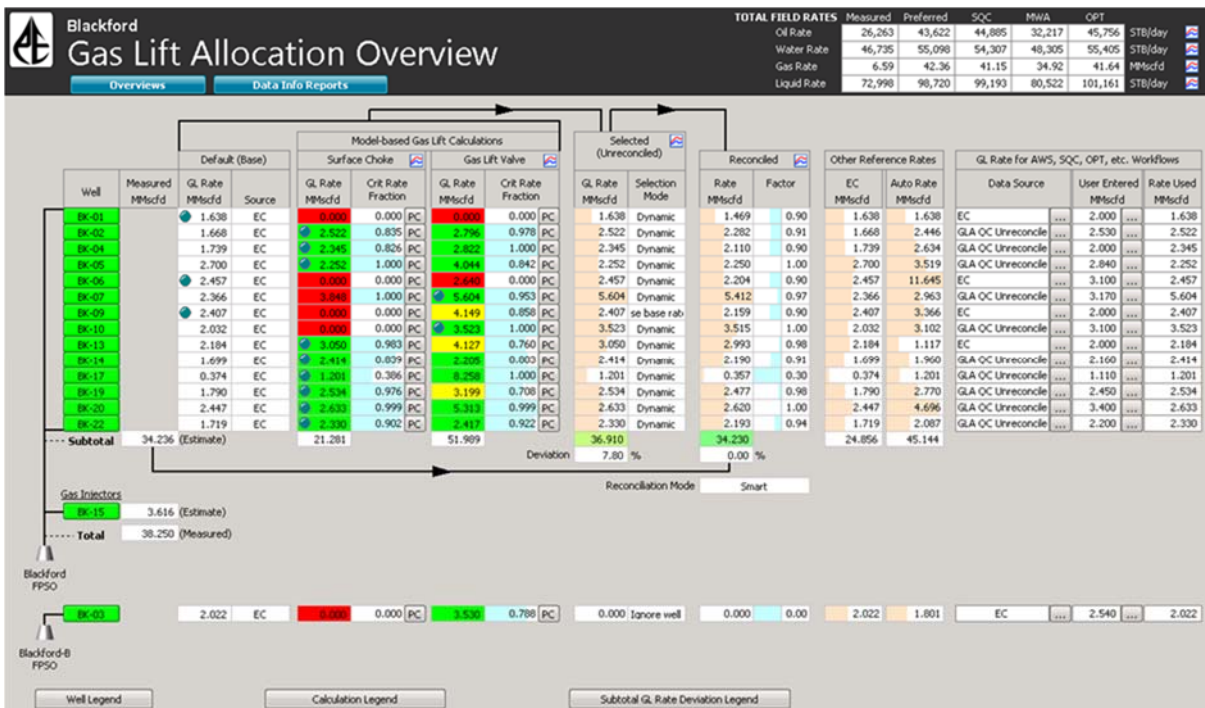 Blackford
Gas Lift Allocation Overview
Overviews Data Info Reports
TOTAL FIELD RATES Measured Preferred SQC MWA OPT
Oil Rate 26,263 43,622 44,885 32,217 45,756 STB/day
Water Rate 46,735 55,098 54,307 48,305 55,405 STB/day
Gas Rate 6.59 42.36 41.15 34.92 41.64 MMscfd
Liquid Rate 72,998 98,720 99,193 80,522 101,161 STB/day
Model-based Gas Lift Calculations
Selected
(Unreconciled)
Default (Base) Surface Choke Gas Lift Valve Reconciled Other Reference Rates GL Rate for AWS, SQC, OPT, etc. Workflows
Well Measured GL Rate Source GL Rate Crit Rate GL Rate Crit Rate GL Rate Selection Rate Factor EC Auto Rate Data Source User Entered Rate Used
MMscfd MMscfd MMscfd Fraction MMscfd Fraction MMscfd Mode MMscfd MMscfd MMscfd MMscfd MMscfd
BK-01 1.638 EC 0.000 0.000 PC 0.000 0.000 PC 1.638 Dynamic 1.469 0.90 1.638 1.638 EC ... 2.000 ... 1.638
BK-02 1.668 EC 2.522 0.835 PC 2.796 0.978 PC 2.522 Dynamic 2.282 0.91 1.668 2.446 GLA QC Unreconcile ... 2.530 ... 2.522
BK-04 1.739 EC 2.345 0.826 PC 2.822 1.000 PC 2.345 Dynamic 2.110 0.90 1.739 2.634 GLA QC Unreconcile ... 2.000 ... 2.345
BK-05 2.700 EC 2.252 1.000 PC 4.044 0.842 PC 2.252 Dynamic 2.250 1.00 2.700 3.519 GLA QC Unreconcile ... 2.840 ... 2.252
BK-06 2.457 EC 0.000 0.000 PC 2.640 0.000 PC 2.457 Dynamic 2.204 0.90 2.457 11.645 EC ... 3.100 ... 2.457
BK-07 2.366 EC 3.848 1.000 PC 5.604 0.953 PC 5.604 Dynamic 5.412 0.97 2.366 2.963 GLA QC Unreconcile ... 3.170 ... 5.604
BK-09 2.407 EC 0.000 0.000 PC 4.149 0.858 PC 2.407 se base rate 2.159 0.90 2.407 3.366 EC ... 2.000 ... 2.407
BK-10 2.032 EC 0.000 0.000 PC 3.523 1.000 PC 3.523 Dynamic 3.515 1.00 2.032 3.102 GLA QC Unreconcile ... 3.100 ... 3.523
BK-13 2.184 EC 3.050 0.983 PC 4.127 0.760 PC 3.050 Dynamic 2.993 0.98 2.184 1.117 EC ... 2.000 ... 2.184
BK-14 1.699 EC 2.414 0.839 PC 2.205 0.803 PC 2.414 Dynamic 2.190 0.91 1.699 1.960 GLA QC Unreconcile ... 2.160 ... 2.414
BK-17 0.374 EC 1.201 0.386 PC 8.258 1.000 PC 1.201 Dynamic 0.357 0.30 0.374 1.201 GLA QC Unreconcile ... 1.110 ... 1.201
BK-19 1.790 EC 2.534 0.976 PC 3.199 0.708 PC 2.534 Dynamic 2.477 0.98 1.790 2.770 GLA QC Unreconcile ... 2.450 ... 2.534
BK-20 2.447 EC 2.633 0.999 PC 5.313 0.999 PC 2.633 Dynamic 2.620 1.00 2.447 4.696 GLA QC Unreconcile ... 3.400 ... 2.633
BK-22 1.719 EC 2.330 0.902 PC 2.417 0.922 PC 2.330 Dynamic 2.193 0.94 1.719 2.087 GLA QC Unreconcile ... 2.200 ... 2.330
Subtotal 34.236 (Estimate) 21.281 51.989 36.910 34.230 24.856 45.144
Deviation 7.80 % 0.00 %
Reconciliation Mode Smart
Gas Injectors
BK-15 3.616 (Estimate)
Total 38.250 (Measured)
Blackford
FPSO
BK-03 2.022 EC 0.000 0.000 PC 3.530 0.788 PC 0.000 Ignore well 0.000 0.00 2.022 1.801 EC ... 2.540 ... 2.022
Blackford-B
FPSO
Well Legend Calculation Legend Subtotal GL Rate Deviation Legend